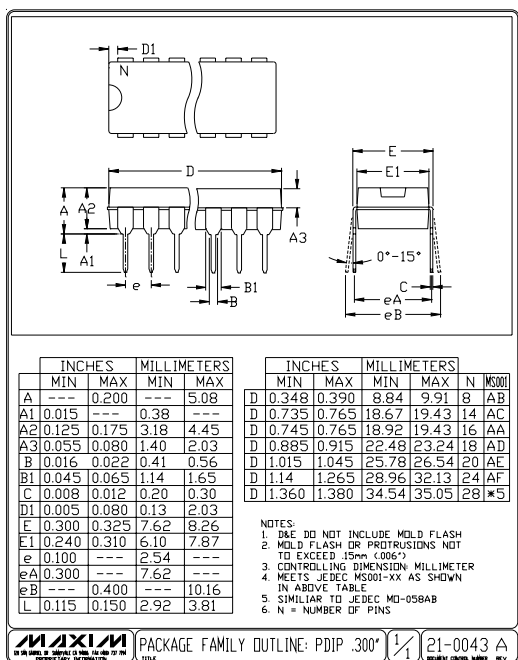 D1
N
D
E
E1
A
A2
A3
L
A1
0°-15°
e
B1
B
C
eA
eB
INCHES MILLIMETERS
MIN MAX MIN MAX
A --- 0.200 --- 5.08
A1 0.015 --- 0.38 ---
A2 0.125 0.175 3.18 4.45
A3 0.055 0.080 1.40 2.03
B 0.016 0.022 0.41 0.56
B1 0.045 0.065 1.14 1.65
C 0.008 0.012 0.20 0.30
D1 0.005 0.080 0.13 2.03
E 0.300 0.325 7.62 8.26
E1 0.240 0.310 6.10 7.87
e 0.100 --- 2.54 ---
eA 0.300 --- 7.62 ---
eB --- 0.400 --- 10.16
L 0.115 0.150 2.92 3.81
INCHES MILLIMETERS
MIN MAX MIN MAX N MS001
D 0.348 0.390 8.84 9.91 8 AB
D 0.735 0.765 18.67 19.43 14 AC
D 0.745 0.765 18.92 19.43 16 AA
D 0.885 0.915 22.48 23.24 18 AD
D 1.015 1.045 25.78 26.54 20 AE
D 1.14 1.265 28.96 32.13 24 AF
D 1.360 1.380 34.54 35.05 28 *5
NOTES:
1. D&E DO NOT INCLUDE MOLD FLASH
2. MOLD FLASH OR PROTRUSIONS NOT
TO EXCEED .15mm (.006")
3. CONTROLLING DIMENSION: MILLIMETER
4. MEETS JEDEC MS001-XX AS SHOWN
IN ABOVE TABLE
5. SIMILIAR TO JEDEC MO-058AB
6. N = NUMBER OF PINS
MAXIM
PROPRIETARY INFORMATION
PACKAGE FAMILY OUTLINE: PDIP .300"
TITLE
1/1
21-0043 A
DOCUMENT CONTROL NUMBER REV